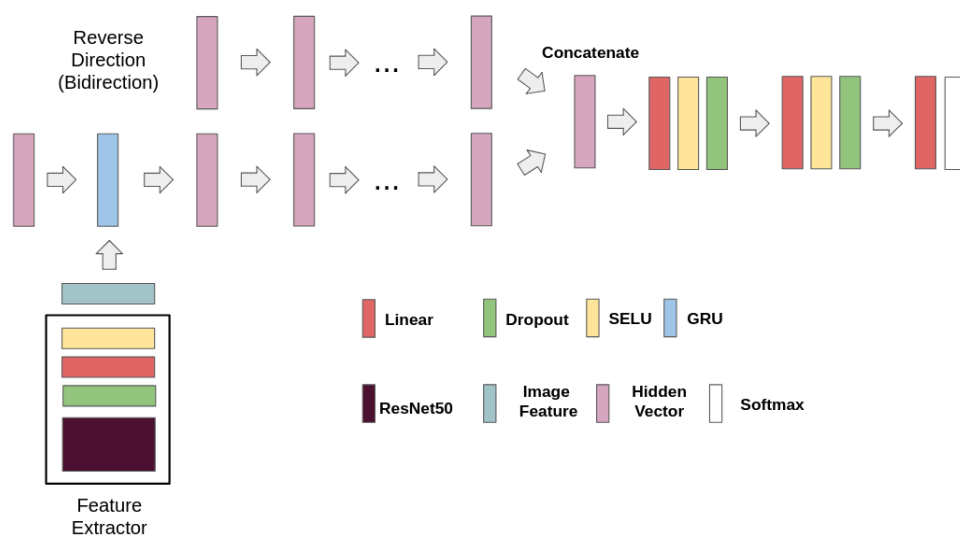 Reverse
Direction
(Bidirection)
Concatenate
...
...
Linear
Dropout
SELU
GRU
ResNet50
Image
Feature
Hidden
Vector
Softmax
Feature
Extractor